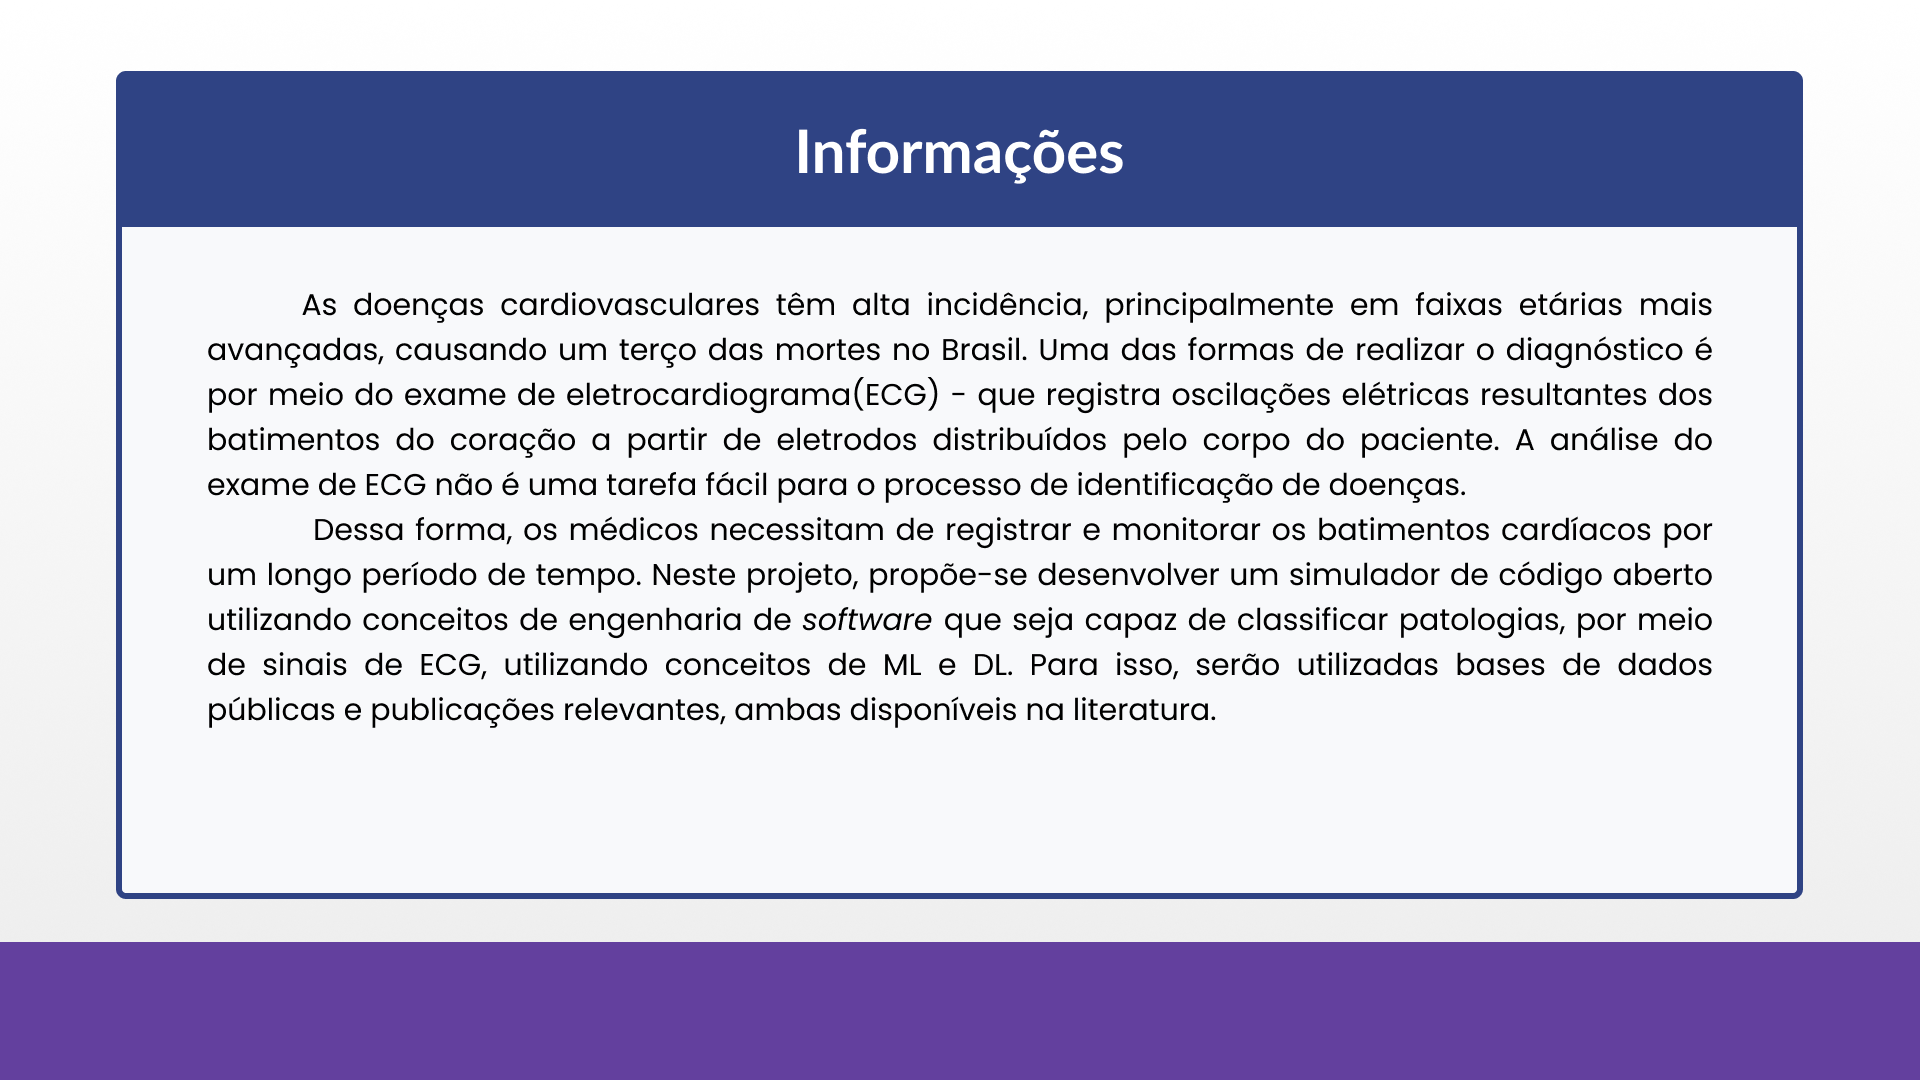 Informações
As doenças cardiovasculares têm alta incidência, principalmente em faixas etárias mais
avançadas, causando um terço das mortes no Brasil. Uma das formas de realizar o diagnóstico é
por meio do exame de eletrocardiograma(ECG) - que registra oscilações elétricas resultantes dos
batimentos do coração a partir de eletrodos distribuídos pelo corpo do paciente. A análise do
exame de ECG não é uma tarefa fácil para o processo de identificação de doenças.
Dessa forma, os médicos necessitam de registrar e monitorar os batimentos cardíacos por
um longo período de tempo. Neste projeto, propõe-se desenvolver um simulador de código aberto
utilizando conceitos de engenharia de software que seja capaz de classificar patologias, por meio
de sinais de ECG, utilizando conceitos de ML e DL. Para isso, serão utilizadas bases de dados
públicas e publicações relevantes, ambas disponíveis na literatura.